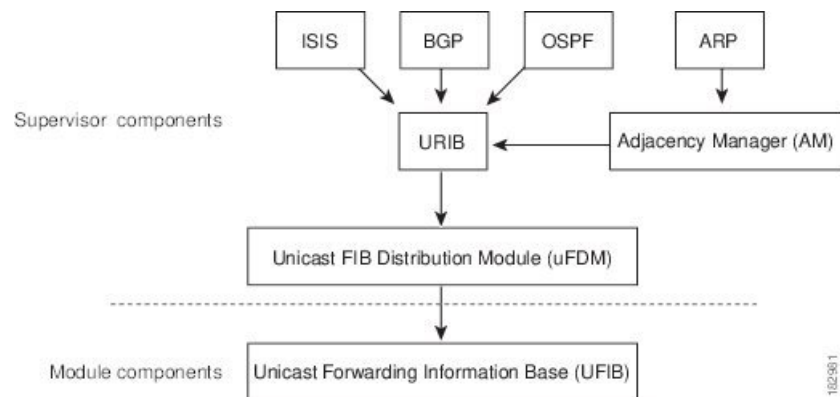 ISIS
BGP
OSPF
ARP
Supervisor components
URIB
Adjacency Manager (AM)
Unicast FIB Distribution Module (uFDM)
Module components
Unicast Forwarding Information Base (UFIB)
182981